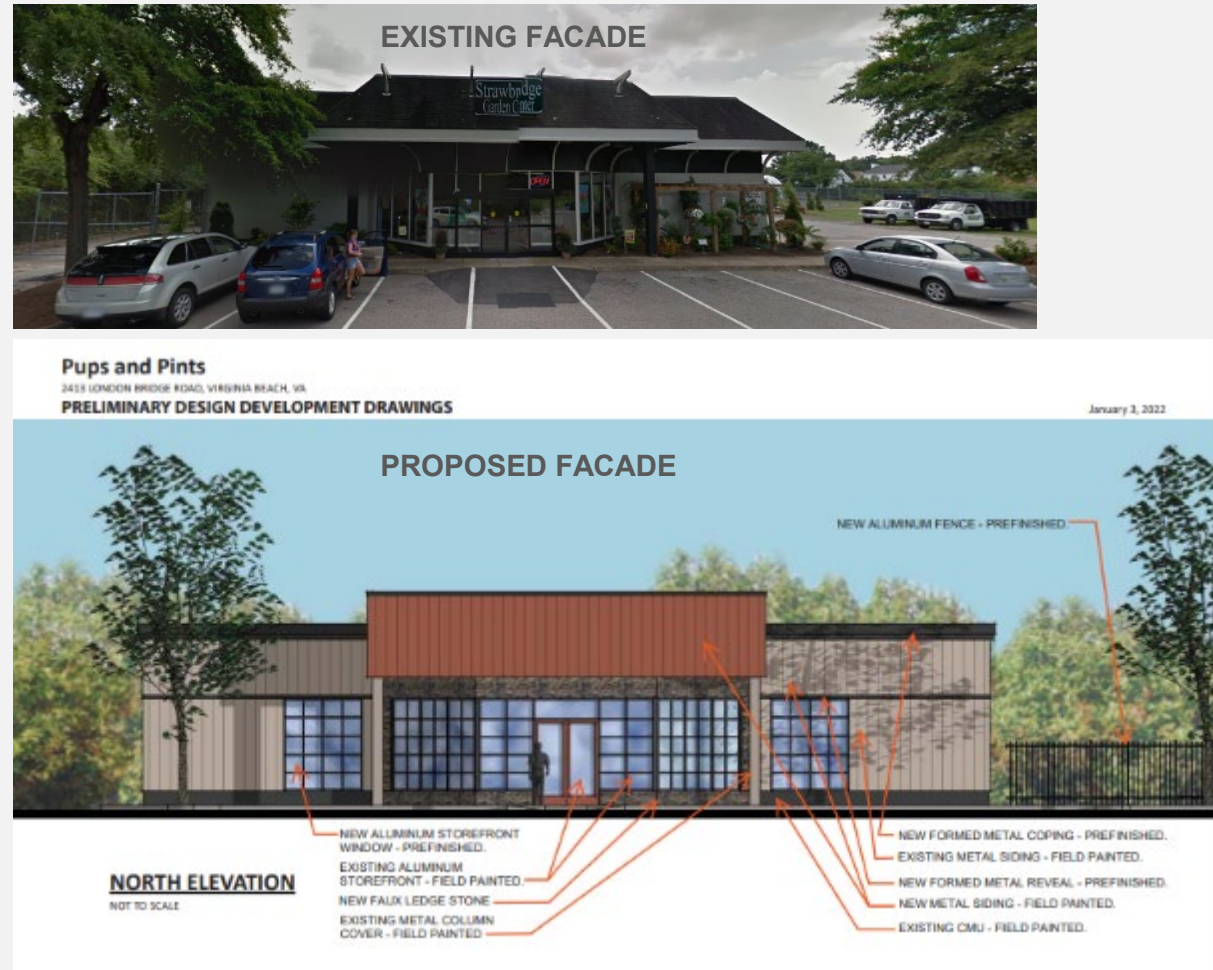 EXISTING FACADE
Strawbridge
Garden Center
OPEN
Pups and Pints
2413 LONDON BRIDGE ROAD, VIRGINIA BEACH, VA
PRELIMINARY DESIGN DEVELOPMENT DRAWINGS
January 3, 2022
PROPOSED FACADE
NEW ALUMINUM FENCE - PREFINISHED.
NEW ALUMINUM STOREFRONT
WINDOW - PREFINISHED.
EXISTING ALUMINUM
STOREFRONT - FIELD PAINTED.
NEW FAUX LEDGE STONE
EXISTING METAL COLUMN
COVER - FIELD PAINTED
NEW FORMED METAL COPING - PREFINISHED.
EXISTING METAL SIDING - FIELD PAINTED.
NEW FORMED METAL REVEAL - PREFINISHED.
NEW METAL SIDING - FIELD PAINTED.
EXISTING CMU - FIELD PAINTED.
NORTH ELEVATION
NOT TO SCALE